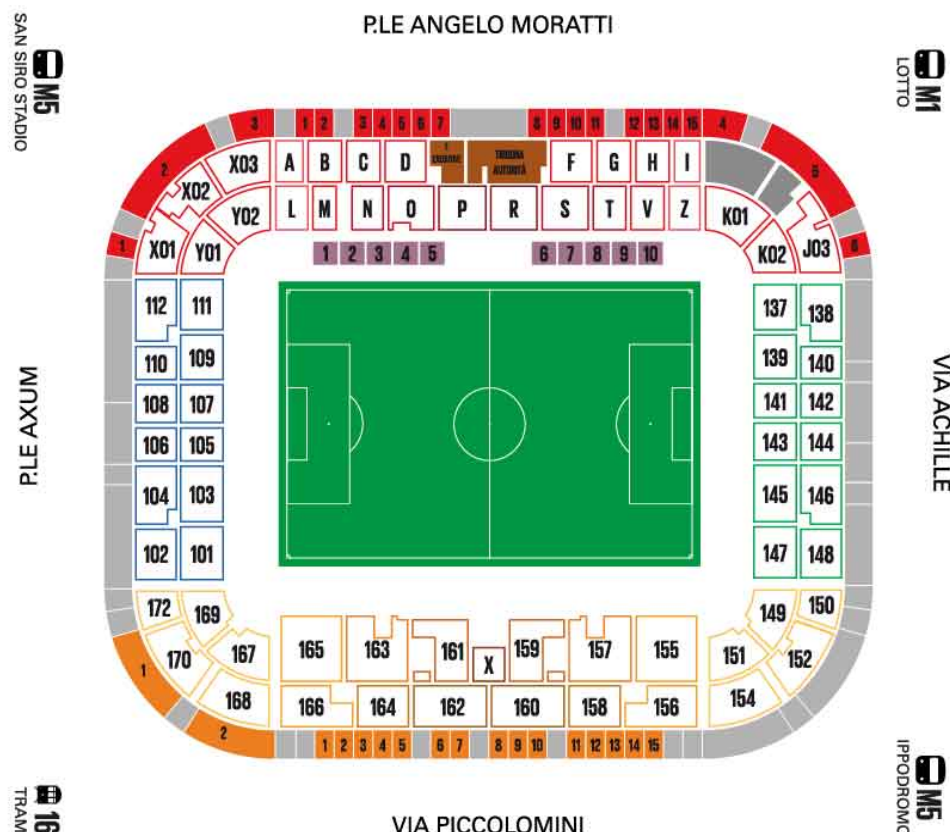 P.LE ANGELO MORATTI
SAN SIRO STADIO
M5
M1
LOTTO
3 1 2 3 4 5 6 7 8 9 10 11 12 13 14 15 4
2 5
X03 A B C D TRIBUNA AUTORITÀ F G H I
X02
Y02 L M N O P R S T V Z K01
1 X01 Y01 K02 J03 6
1 2 3 4 5 6 7 8 9 10
112 111 137 138
110 109 139 140
108 107 141 142
106 105 143 144
104 103 145 146
102 101 147 148
P.LE AXUM
VIA ACHILLE
172 169 149 150
170 167 165 163 161 X 159 157 155 151 152
1
168 166 164 162 160 158 156 154
2 1 2 3 4 5 6 7 8 9 10 11 12 13 14 15
16
TRAM
VIA PICCOLOMINI
M5
IPPODROMO